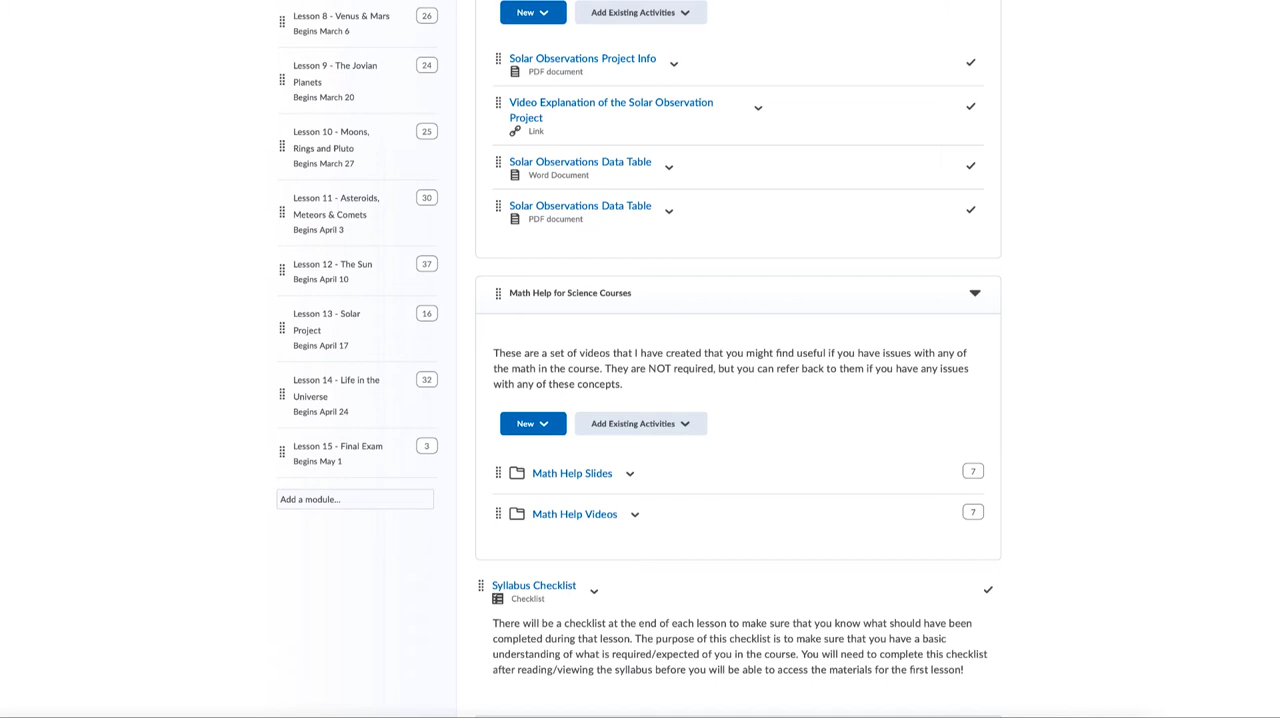 Lesson 8 - Venus & Mars
26
Begins March 6
Lesson 9 - The Jovian
Planets
24
Begins March 20
Lesson 10 - Moons,
Rings and Pluto
25
Begins March 27
Lesson 11 - Asteroids,
Meteors & Comets
30
Begins April 3
Lesson 12 - The Sun
37
Begins April 10
Lesson 13 - Solar
Project
16
Begins April 17
Lesson 14 - Life in the
Universe
32
Begins April 24
Lesson 15 - Final Exam
3
Begins May 1
Add a module...
New
Add Existing Activities
Solar Observations Project Info
PDF document
Video Explanation of the Solar Observation
Project
Link
Solar Observations Data Table
Word Document
Solar Observations Data Table
PDF document
Math Help for Science Courses
These are a set of videos that I have created that you might find useful if you have issues with any of
the math in the course. They are NOT required, but you can refer back to them if you have any issues
with any of these concepts.
New
Add Existing Activities
Math Help Slides
7
Math Help Videos
7
Syllabus Checklist
Checklist
There will be a checklist at the end of each lesson to make sure that you know what should have been
completed during that lesson. The purpose of this checklist is to make sure that you have a basic
understanding of what is required/expected of you in the course. You will need to complete this checklist
after reading/viewing the syllabus before you will be able to access the materials for the first lesson!